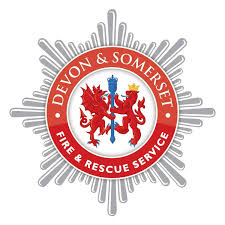 DEVON & SOMERSET
FIRE & RESCUE SERVICE